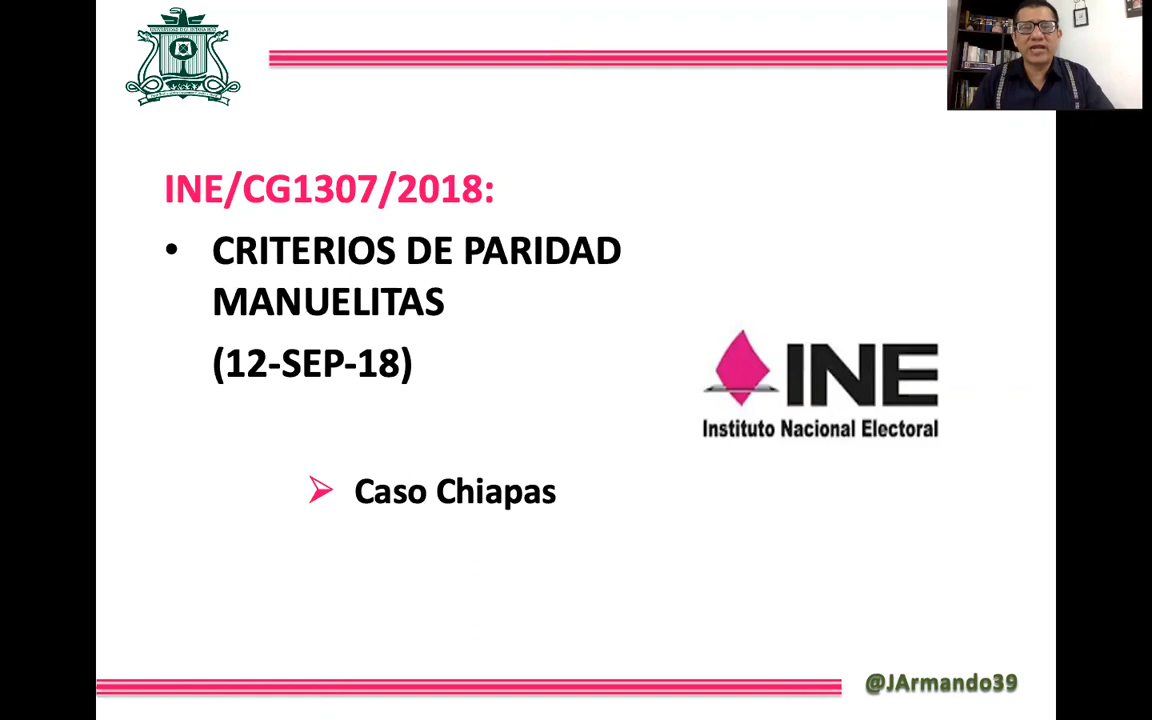 INE/CG1307/2018:
• CRITERIOS DE PARIDAD
MANUELITAS
(12-SEP-18)
INE
Instituto Nacional Electoral
Caso Chiapas
@JArmando39